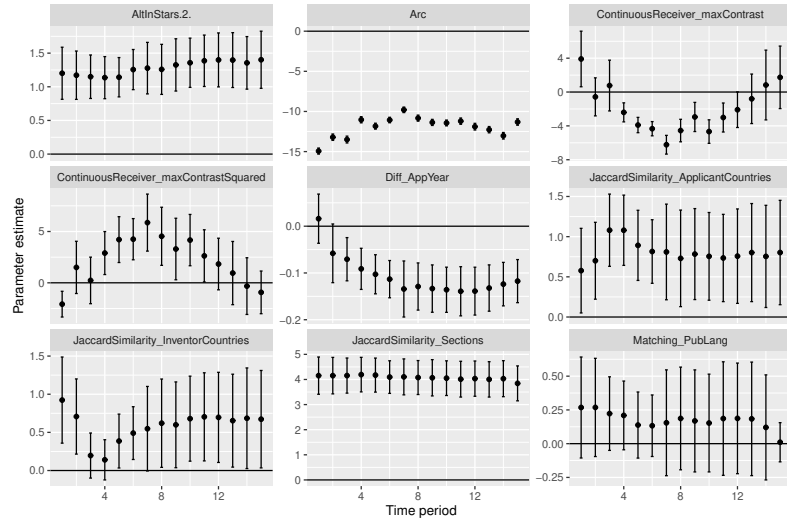 AltInStars.2.
Arc
ContinuousReceiver_maxContrast
1.5
1.0
0.5
0.0
0
−5
−10
−15
4
0
−4
−8
ContinuousReceiver_maxContrastSquared
Diff_AppYear
JaccardSimilarity_ApplicantCountries
5
0
0.0
−0.1
−0.2
1.5
1.0
0.5
0.0
JaccardSimilarity_InventorCountries
JaccardSimilarity_Sections
Matching_PubLang
1.5
1.0
0.5
0.0
5
4
3
2
1
0
0.50
0.25
0.00
−0.25
4 8 12
4 8 12
4 8 12
Parameter estimate
Time period